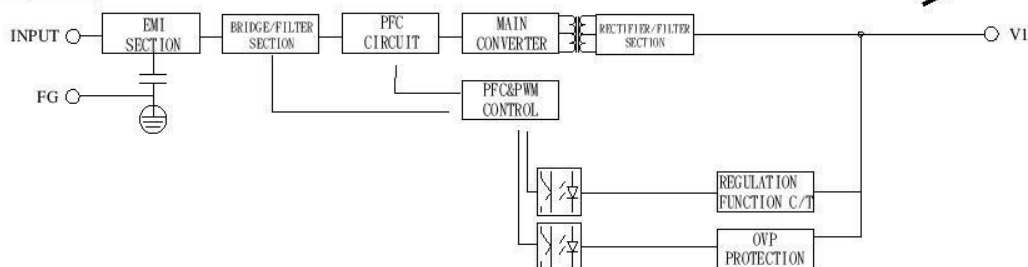 INPUT
EMI
SECTION
BRIDGE/FILTER
SECTION
PFC
CIRCUIT
MAIN
CONVERTER
RECTIFIER/FILTER
SECTION
V1
FG
PFC&PWM
CONTROL
REGULATION
FUNCTION C/T
OVP
PROTECTION